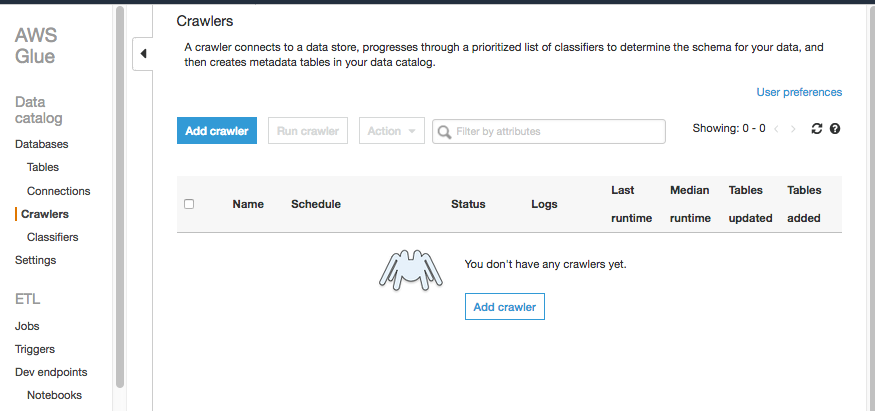 AWS
Glue
Data
catalog
Databases
Tables
Connections
Crawlers
Classifiers
Settings
ETL
Jobs
Triggers
Dev endpoints
Notebooks
Crawlers
A crawler connects to a data store, progresses through a prioritized list of classifiers to determine the schema for your data, and
then creates metadata tables in your data catalog.
User preferences
Add crawler Run crawler Action Filter by attributes Showing: 0 - 0
Name Schedule Status Logs Last runtime Median runtime Tables updated Tables added
You don't have any crawlers yet.
Add crawler